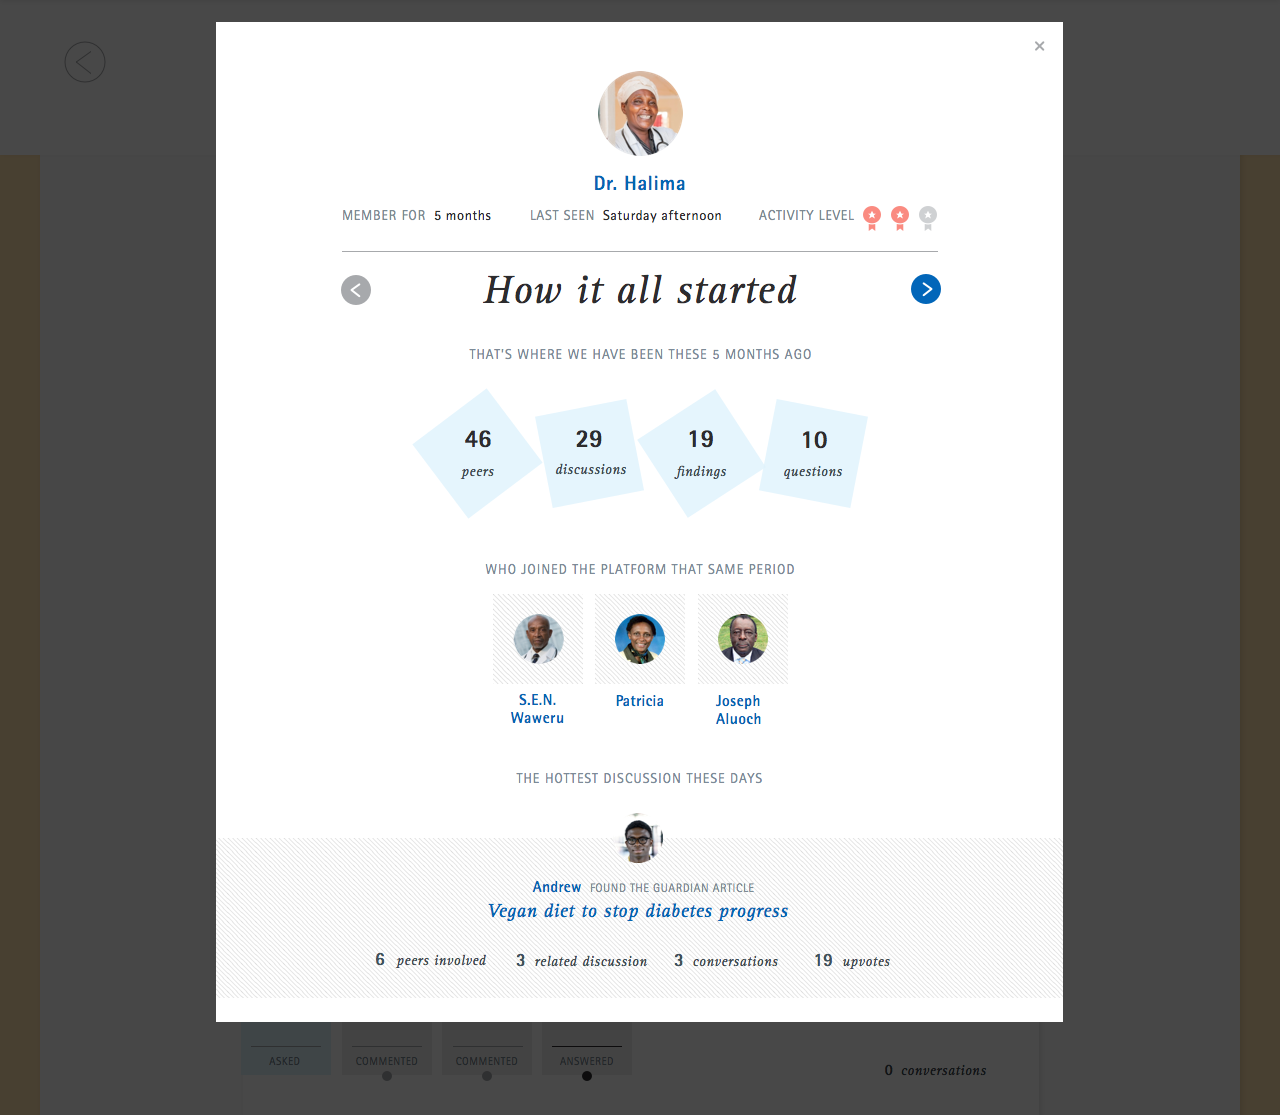 Dr. Halima
MEMBER FOR 5 months LAST SEEN Saturday afternoon ACTIVITY LEVEL
How it all started
THAT'S WHERE WE HAVE BEEN THESE 5 MONTHS AGO
46 29 19 10
peers discussions findings questions
WHO JOINED THE PLATFORM THAT SAME PERIOD
S.E.N. Patricia Joseph
Waweru Aluoch
THE HOTTEST DISCUSSION THESE DAYS
Andrew FOUND THE GUARDIAN ARTICLE
Vegan diet to stop diabetes progress
6 peers involved 3 related discussion 3 conversations 19 upvotes
ASKED COMMENTED COMMENTED ANSWERED
0 conversations